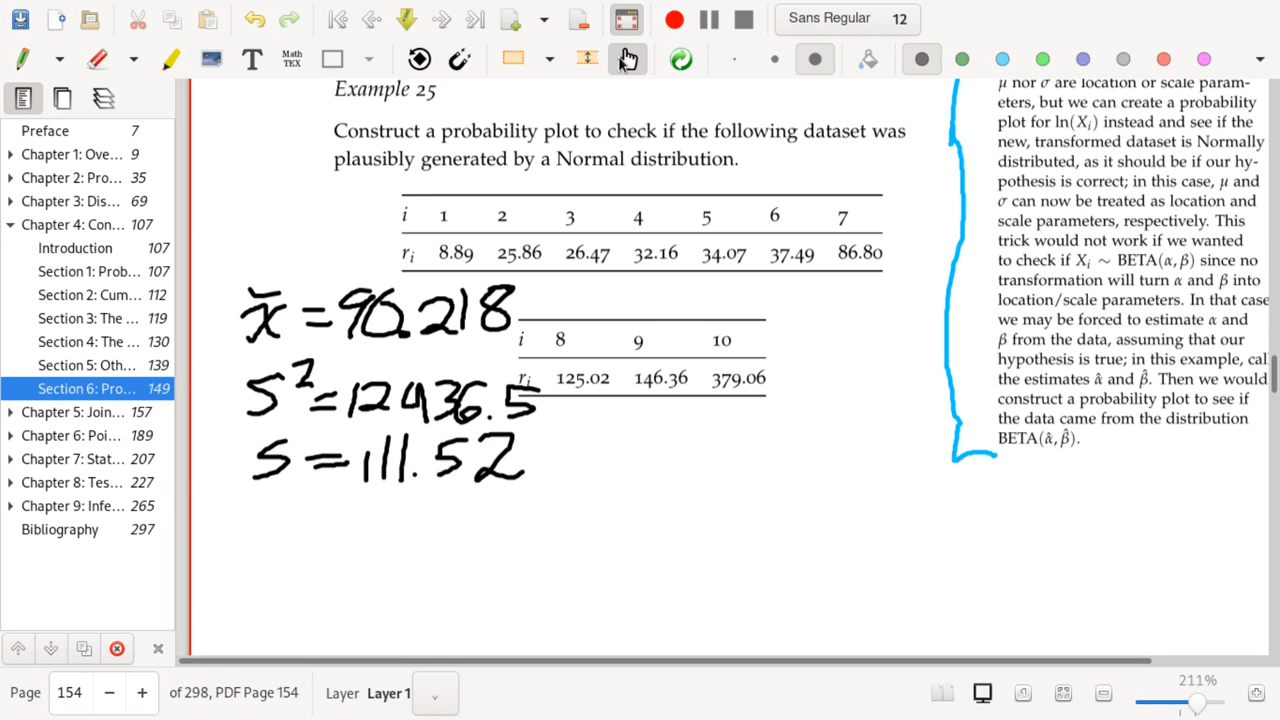 Sans Regular 12
Math
TEX
Preface 7
Chapter 1: Ove... 9
Chapter 2: Pro... 35
Chapter 3: Dis... 69
Chapter 4: Con... 107
Introduction 107
Section 1: Prob... 107
Section 2: Cum... 112
Section 3: The ... 119
Section 4: The ... 130
Section 5: Oth... 139
Section 6: Pro... 149
Chapter 5: Join... 157
Chapter 6: Poi... 189
Chapter 7: Stat... 207
Chapter 8: Tes... 227
Chapter 9: Infe... 265
Bibliography 297
Example 25
Construct a probability plot to check if the following dataset was
plausibly generated by a Normal distribution.
i 1 2 3 4 5 6 7
rᵢ 8.89 25.86 26.47 32.16 34.07 37.49 86.80
x̄ = 90.218
i 8 9 10
rᵢ 125.02 146.36 379.06
S² = 12436.5
S = 111.52
μ nor σ are location or scale param-
eters, but we can create a probability
plot for ln(Xᵢ) instead and see if the
new, transformed dataset is Normally
distributed, as it should be if our hy-
pothesis is correct; in this case, μ and
σ can now be treated as location and
scale parameters, respectively. This
trick would not work if we wanted
to check if Xᵢ ∼ BETA(α, β) since no
transformation will turn α and β into
location/scale parameters. In that case
we may be forced to estimate α and
β from the data, assuming that our
hypothesis is true; in this example, cal
the estimates α̂ and β̂. Then we would
construct a probability plot to see if
the data came from the distribution
BETA(α̂, β̂).
Page 154 − + of 298, PDF Page 154 Layer Layer 1 211%